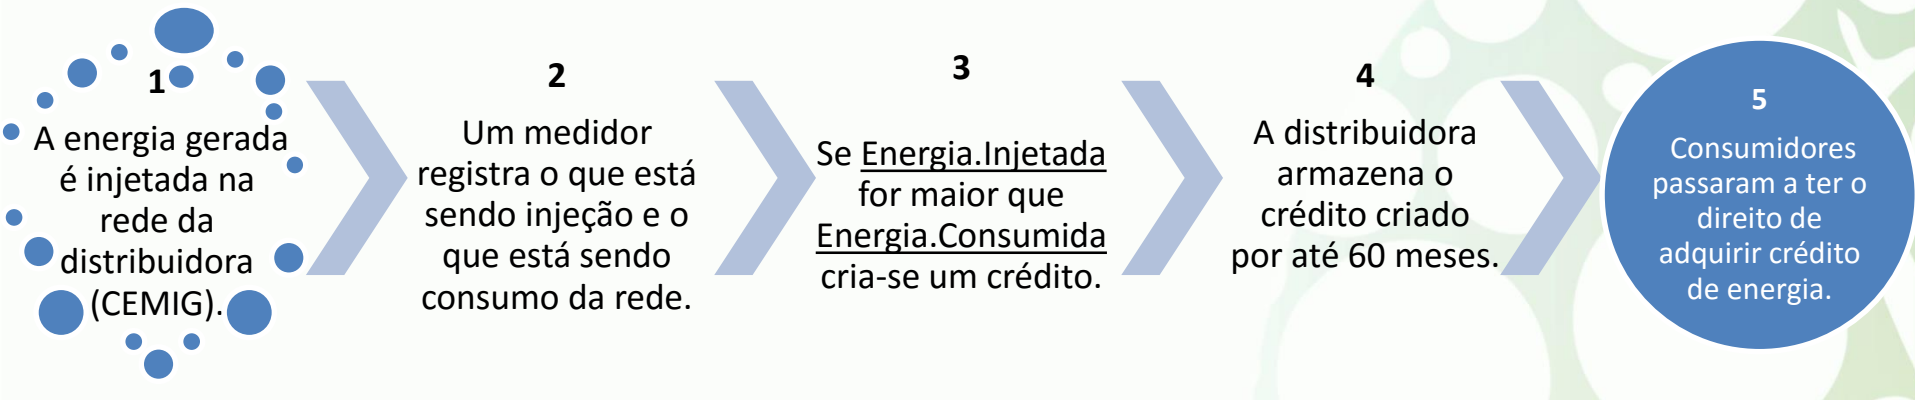 1
A energia gerada
é injetada na
rede da
distribuidora
(CEMIG).
2
Um medidor
registra o que está
sendo injeção e o
que está sendo
consumo da rede.
3
Se Energia.Injetada
for maior que
Energia.Consumida
cria-se um crédito.
4
A distribuidora
armazena o
crédito criado
por até 60 meses.
5
Consumidores
passaram a ter o
direito de
adquirir crédito
de energia.